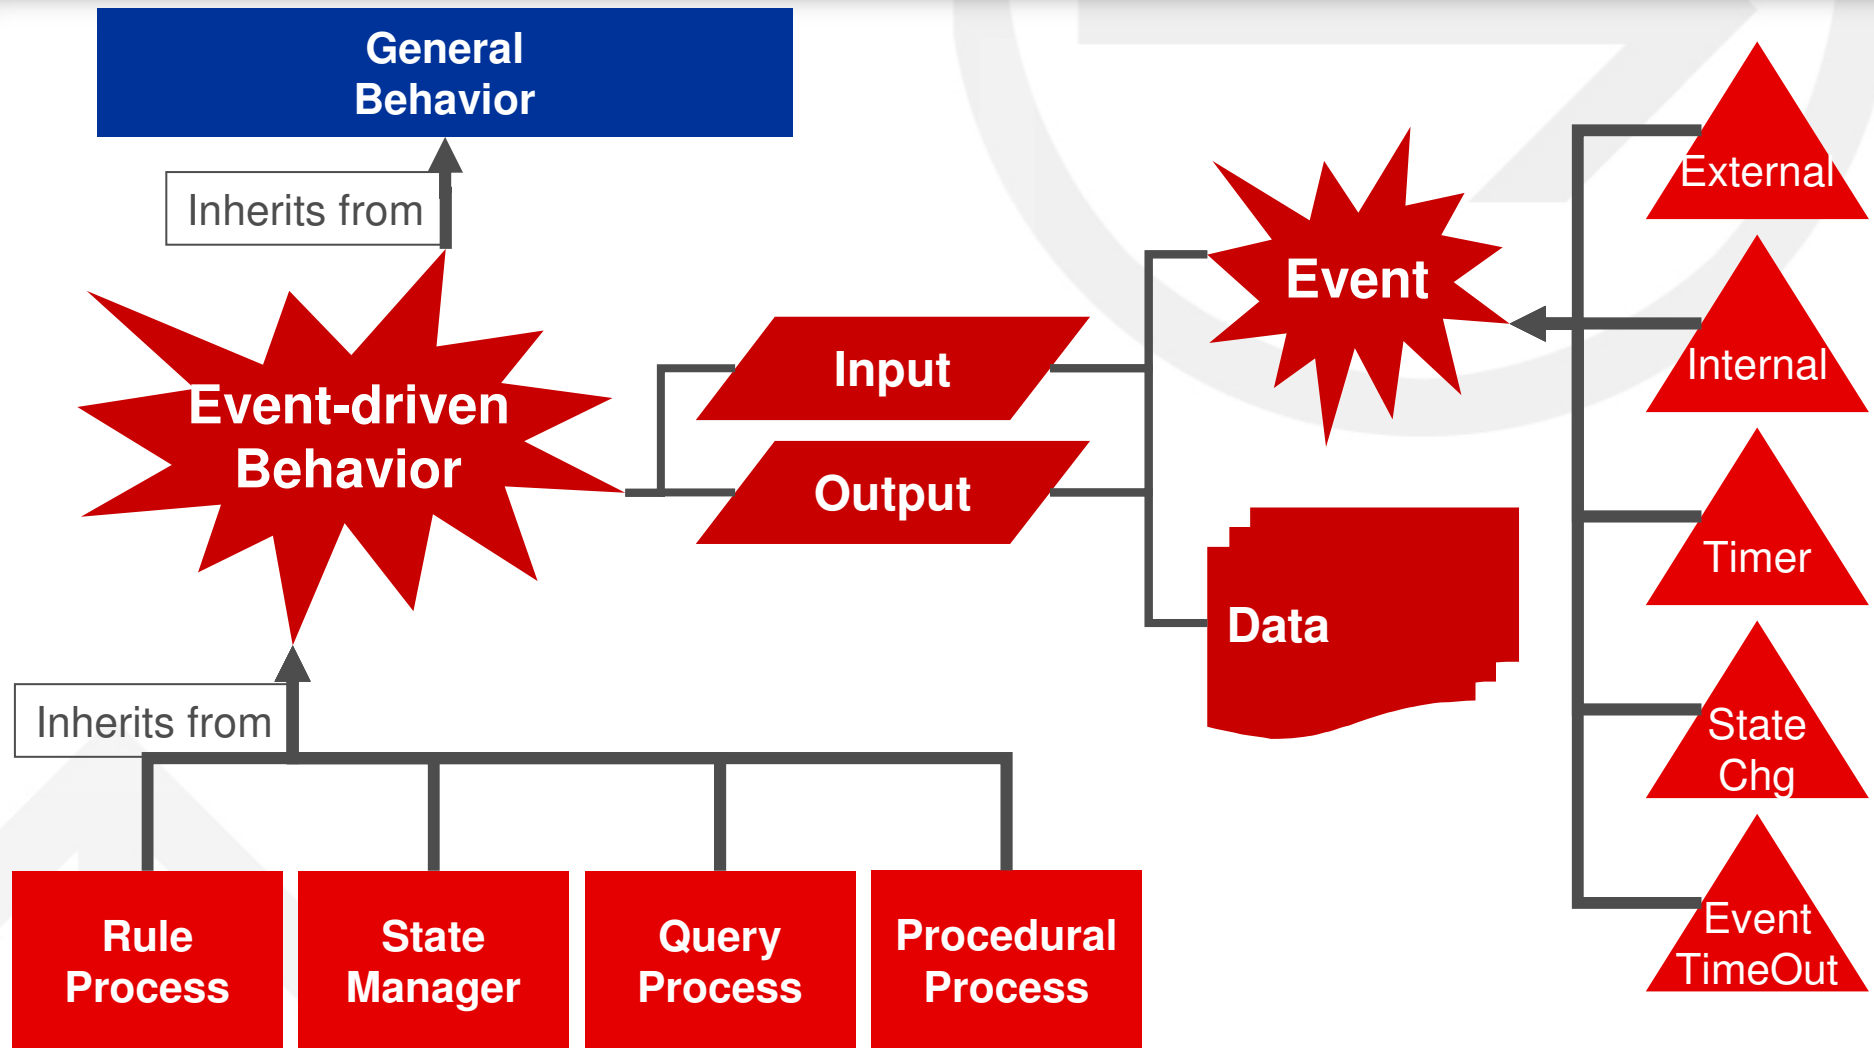 General
Behavior
Inherits from
Event-driven
Behavior
Input
Output
Event
Data
External
Internal
Timer
State
Chg
Event
TimeOut
Inherits from
Rule
Process
State
Manager
Query
Process
Procedural
Process